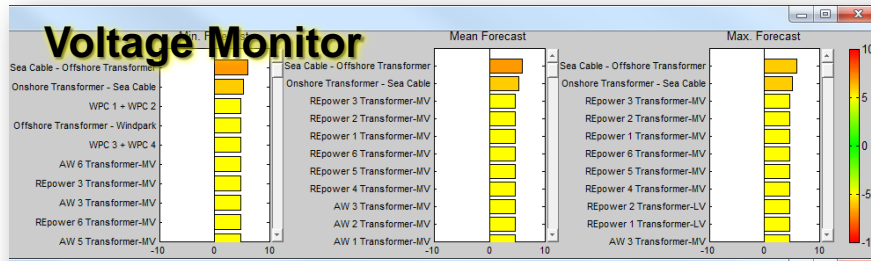 Voltage Monitor
Min. Forecast
Sea Cable - Offshore Transformer
Onshore Transformer - Sea Cable
WPC 1 + WPC 2
Offshore Transformer - Windpark
WPC 3 + WPC 4
AW 6 Transformer-MV
REpower 3 Transformer-MV
AW 3 Transformer-MV
REpower 6 Transformer-MV
AW 5 Transformer-MV
-10 0 10
Mean Forecast
Sea Cable - Offshore Transformer
Onshore Transformer - Sea Cable
REpower 3 Transformer-MV
REpower 2 Transformer-MV
REpower 1 Transformer-MV
REpower 6 Transformer-MV
REpower 5 Transformer-MV
REpower 4 Transformer-MV
AW 3 Transformer-MV
AW 2 Transformer-MV
AW 1 Transformer-MV
-10 0 10
Max. Forecast
Sea Cable - Offshore Transformer
Onshore Transformer - Sea Cable
REpower 3 Transformer-MV
REpower 2 Transformer-MV
REpower 1 Transformer-MV
REpower 6 Transformer-MV
REpower 5 Transformer-MV
REpower 4 Transformer-MV
REpower 2 Transformer-LV
REpower 1 Transformer-LV
AW 3 Transformer-MV
-10 0 10
10
5
0
-5